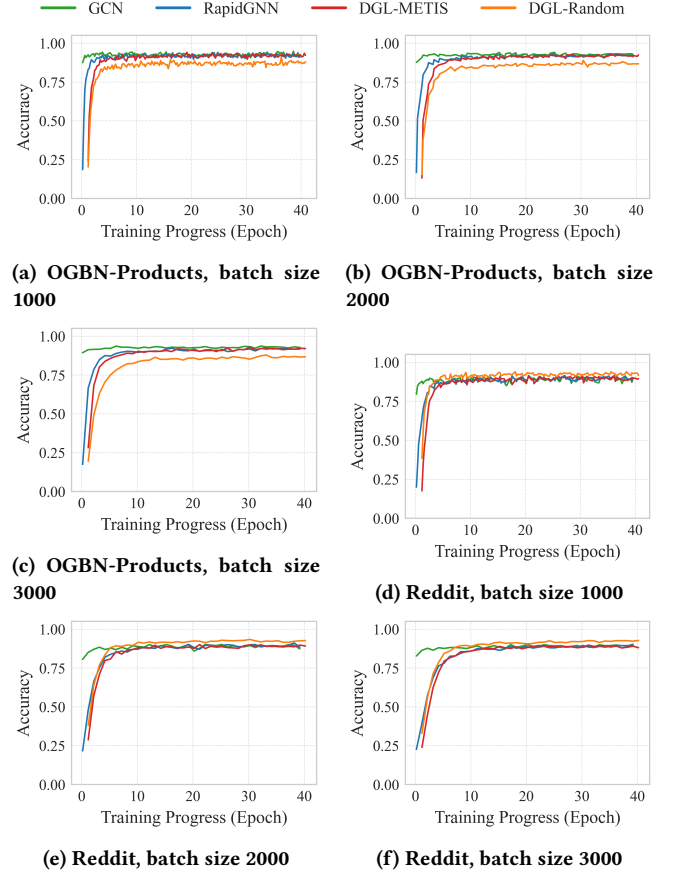 GCN RapidGNN DGL-METIS DGL-Random
1.00
0.75
0.50
0.25
0.00
Accuracy
0 10 20 30 40
Training Progress (Epoch)
(a) OGBN-Products, batch size
1000
1.00
0.75
0.50
0.25
0.00
Accuracy
0 10 20 30 40
Training Progress (Epoch)
(b) OGBN-Products, batch size
2000
1.00
0.75
0.50
0.25
0.00
Accuracy
0 10 20 30 40
Training Progress (Epoch)
(c) OGBN-Products, batch size
3000
1.00
0.75
0.50
0.25
0.00
Accuracy
0 10 20 30 40
Training Progress (Epoch)
(d) Reddit, batch size 1000
1.00
0.75
0.50
0.25
0.00
Accuracy
0 10 20 30 40
Training Progress (Epoch)
(e) Reddit, batch size 2000
1.00
0.75
0.50
0.25
0.00
Accuracy
0 10 20 30 40
Training Progress (Epoch)
(f) Reddit, batch size 3000